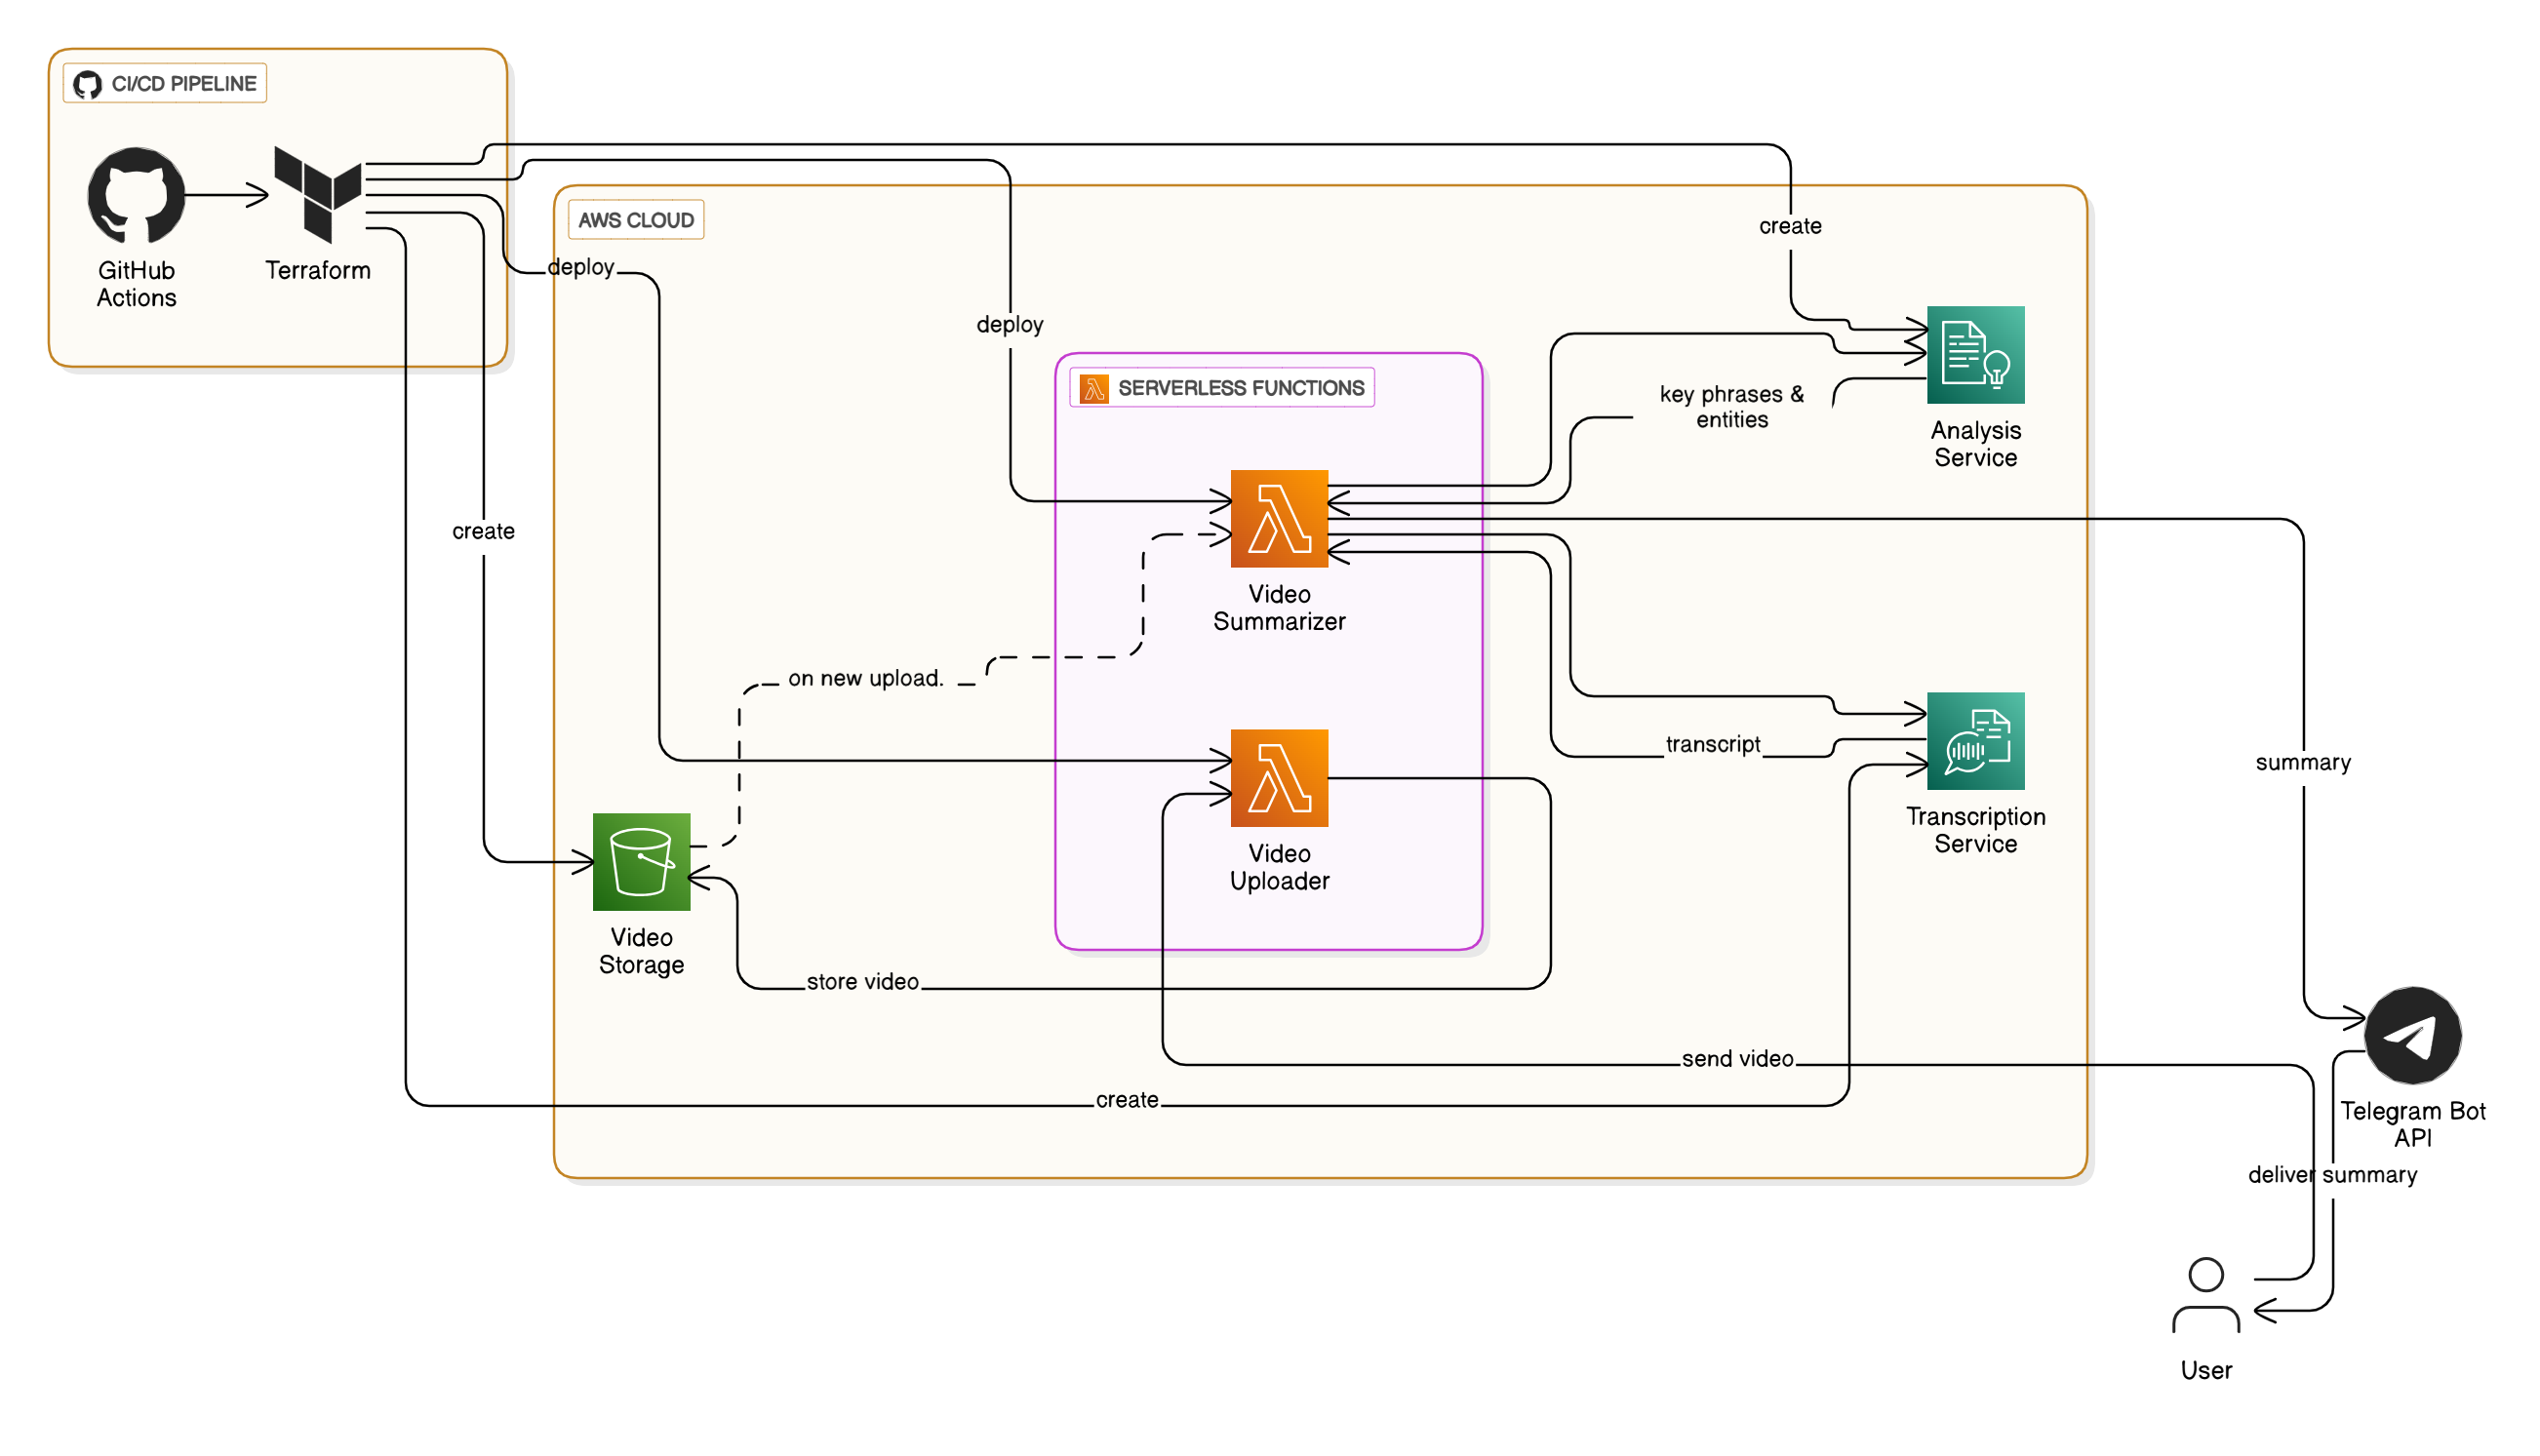 CI/CD PIPELINE
GitHub
Actions
Terraform
AWS CLOUD
create
deploy
deploy
SERVERLESS FUNCTIONS
key phrases &
entities
Analysis
Service
create
Video
Summarizer
on new upload.
transcript
summary
Transcription
Service
Video
Uploader
Video
Storage
store video
send video
create
Telegram Bot
API
deliver summary
User